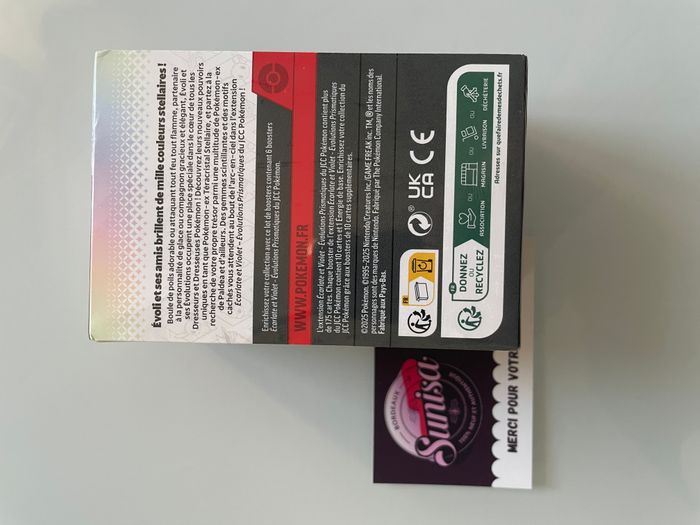 Évoli et ses amis brillent de mille couleurs stellaires !
Boule de poils adorable ou attaquant tout feu tout flamme, partenaire
à la personnalité de glace ou compagnon gracieux et élégant, Évoli et
ses Évolutions occupent une place spéciale dans le cœur de tous les
Dresseurs et Dresseuses Pokémon ! Découvrez leurs nouveaux pouvoirs
uniques en tant que Pokémon-ex Téracristal Stellaire, et partez à la
recherche de votre propre trésor parmi une multitude de Pokémon-ex
de Paldea et d'ailleurs. Des gemmes scintillantes et des motifs
cachés vous attendent au bout de l'arc-en-ciel dans l'extension
Écarlate et Violet – Évolutions Prismatiques du JCC Pokémon !
Enrichissez votre collection avec ce lot de boosters contenant 6 boosters
Écarlate et Violet – Évolutions Prismatiques du JCC Pokémon.
WWW.POKEMON.FR
L'extension Écarlate et Violet – Évolutions Prismatiques du JCC Pokémon contient plus
de 175 cartes. Chaque booster de l'extension Écarlate et Violet – Évolutions Prismatiques
du JCC Pokémon contient 10 cartes et 1 Énergie de base. Enrichissez votre collection du
JCC Pokémon grâce aux boosters de 10 cartes supplémentaires.
©2025 Pokémon. ©1995–2025 Nintendo/Creatures Inc./GAME FREAK inc. TM, ® et les noms des
personnages sont des marques de Nintendo. Fabriqué par The Pokémon Company International.
Fabriqué aux Pays-Bas.
FR
UK
CA
CE
FR
DONNEZ
OU
RECYCLEZ
ASSOCIATION
OU
MAGASIN
OU
LIVRAISON
OU
DÉCHÈTERIE
Adresses sur quefairedemesdechets.fr
BORDEAUX
Sunisa
100% NEUF ET AUTHENTIQUE
MERCI POUR VOTR